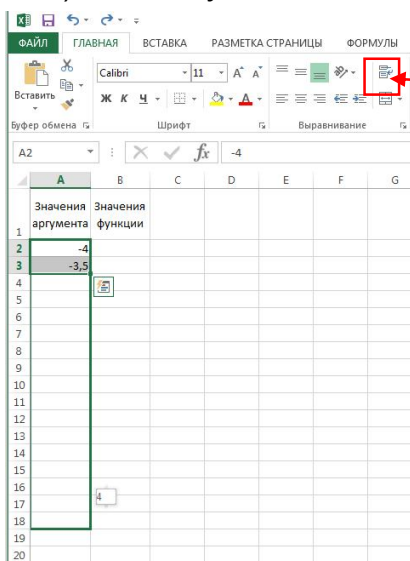 ФАЙЛ ГЛАВНАЯ ВСТАВКА РАЗМЕТКА СТРАНИЦЫ ФОРМУЛЫ
Вставить
Calibri 11 A A
Ж К Ч А
Буфер обмена Шрифт Выравнивание
A2 fx -4
A B C D E F G
1 Значения аргумента Значения функции
2 -4
3 -3,5
4
5
6
7
8
9
10
11
12
13
14
15
16
17 4
18
19
20